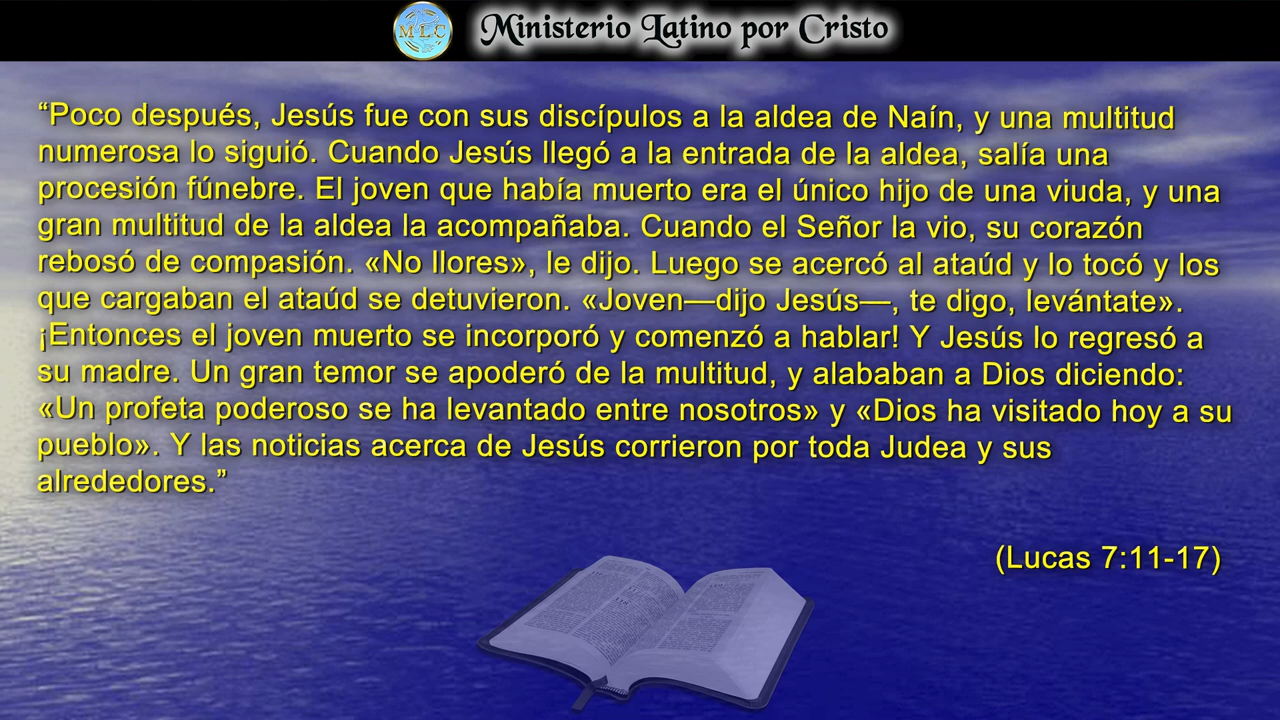 MLC
Ministerio Latino por Cristo
“Poco después, Jesús fue con sus discípulos a la aldea de Naín, y una multitud
numerosa lo siguió. Cuando Jesús llegó a la entrada de la aldea, salía una
procesión fúnebre. El joven que había muerto era el único hijo de una viuda, y una
gran multitud de la aldea la acompañaba. Cuando el Señor la vio, su corazón
rebosó de compasión. «No llores», le dijo. Luego se acercó al ataúd y lo tocó y los
que cargaban el ataúd se detuvieron. «Joven—dijo Jesús—, te digo, levántate».
¡Entonces el joven muerto se incorporó y comenzó a hablar! Y Jesús lo regresó a
su madre. Un gran temor se apoderó de la multitud, y alababan a Dios diciendo:
«Un profeta poderoso se ha levantado entre nosotros» y «Dios ha visitado hoy a su
pueblo». Y las noticias acerca de Jesús corrieron por toda Judea y sus
alrededores.”
(Lucas 7:11-17)